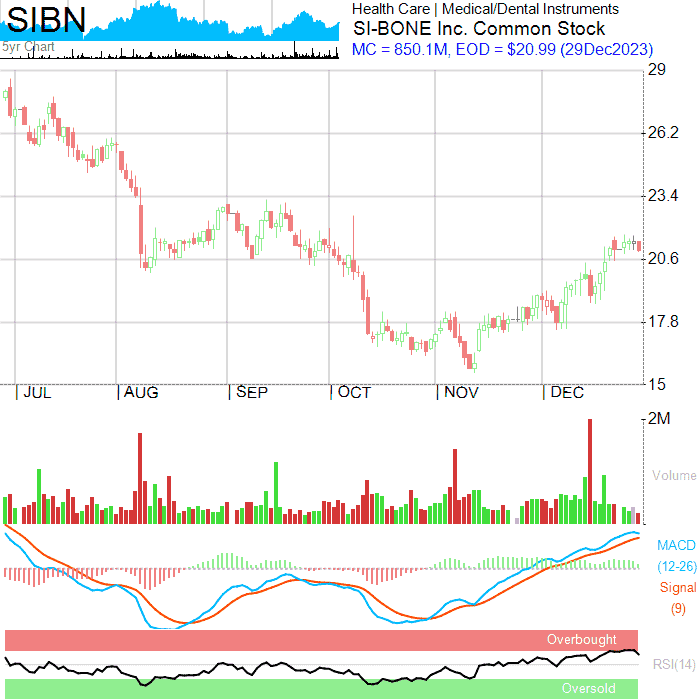 SIBN
5yr Chart
Health Care | Medical/Dental Instruments
SI-BONE Inc. Common Stock
MC = 850.1M, EOD = $20.99 (29Dec2023)
29
26.2
23.4
20.6
17.8
15
JUL AUG SEP OCT NOV DEC
2M
Volume
MACD
(12-26)
Signal
(9)
Overbought
RSI(14)
Oversold